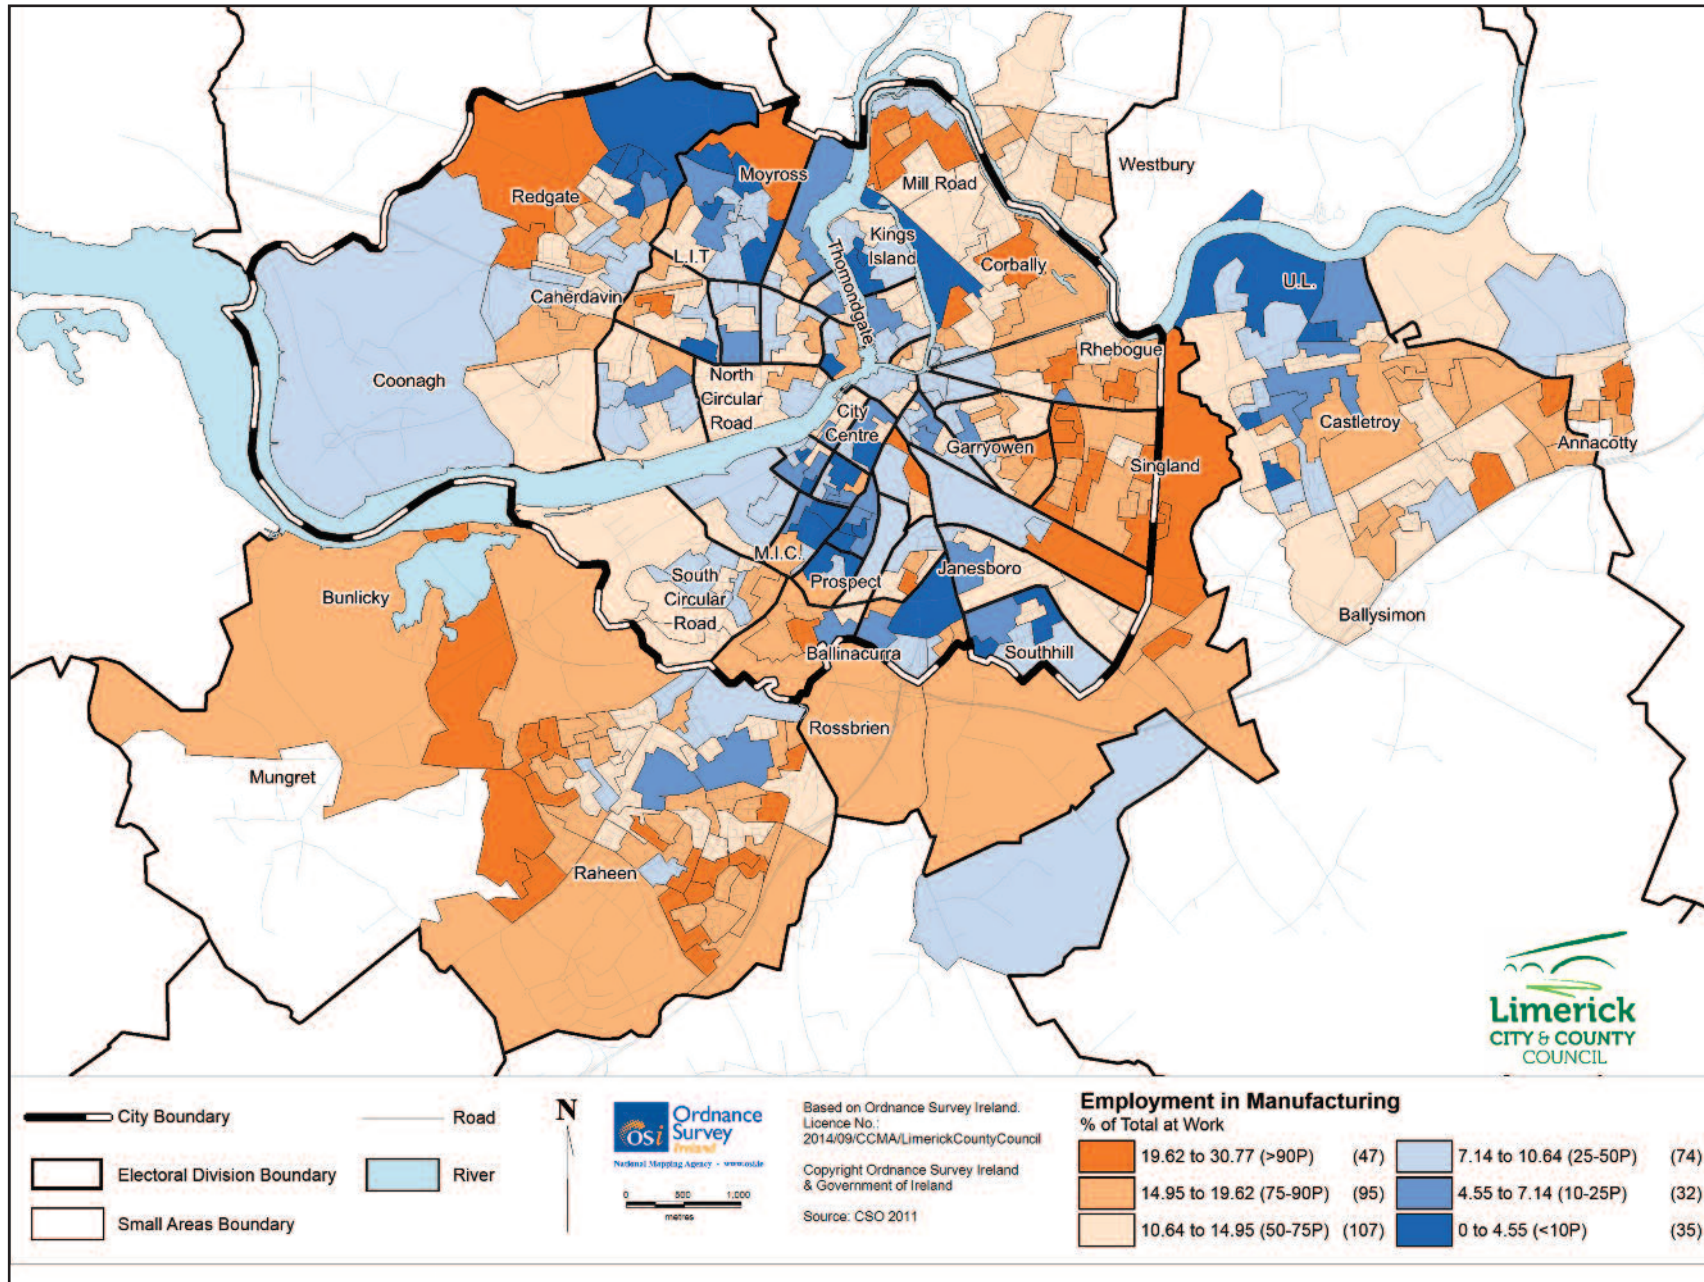 Westbury
Moyross
Mill Road
Redgate
Kings
Island
L.I.T
Corbally
U.L.
Caherdavin
Thomondgate
Rhebogue
Coonagh
North
Circular
Road
City
Centre
Castletroy
Garryowen
Annacotty
Singland
M.I.C.
Janesboro
South
Circular
Road
Prospect
Bunlicky
Ballysimon
Ballinacurra
Southhill
Rossbrien
Mungret
Raheen
Limerick
CITY & COUNTY
COUNCIL
City Boundary
Road
Electoral Division Boundary
River
Small Areas Boundary
N
osi
Ordnance
Survey
Ireland
National Mapping Agency - www.osi.ie
0 500 1,000
metres
Based on Ordnance Survey Ireland.
Licence No.:
2014/09/CCMA/LimerickCountyCouncil
Copyright Ordnance Survey Ireland
& Government of Ireland
Source: CSO 2011
Employment in Manufacturing
% of Total at Work
19.62 to 30.77 (>90P) (47)
14.95 to 19.62 (75-90P) (95)
10.64 to 14.95 (50-75P) (107)
7.14 to 10.64 (25-50P) (74)
4.55 to 7.14 (10-25P) (32)
0 to 4.55 (<10P) (35)